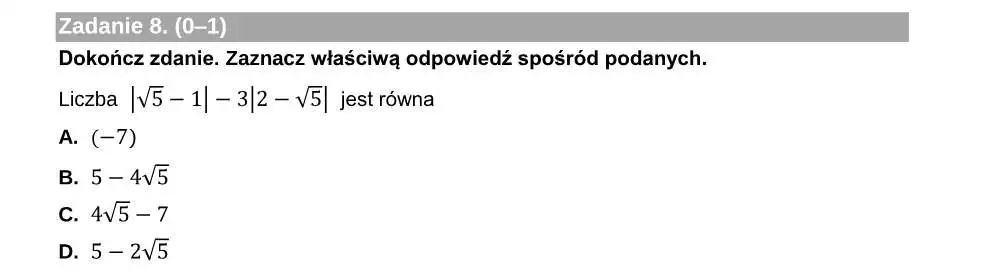 Zadanie 8. (0–1)
Dokończ zdanie. Zaznacz właściwą odpowiedź spośród podanych.
Liczba |√5 − 1| − 3|2 − √5| jest równa
A. (−7)
B. 5 − 4√5
C. 4√5 − 7
D. 5 − 2√5